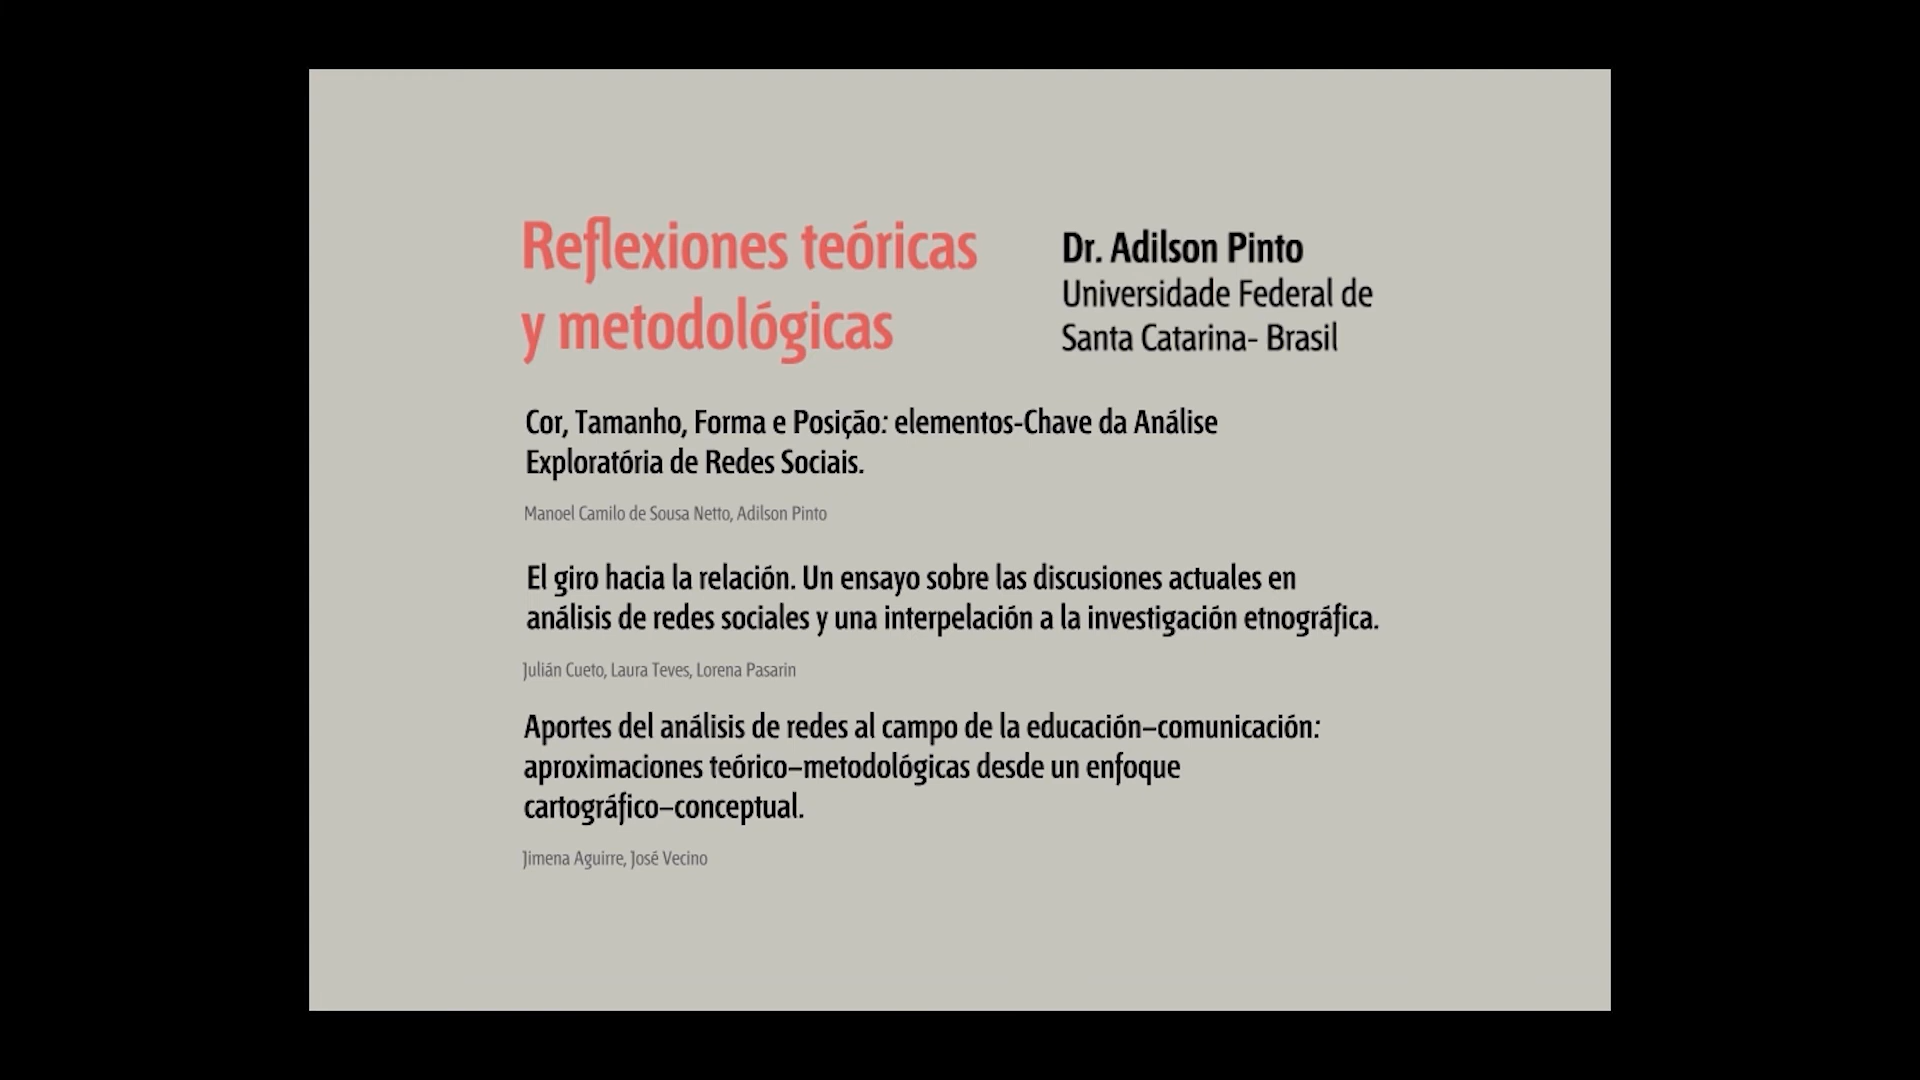 Reflexiones teóricas
y metodológicas
Dr. Adilson Pinto
Universidade Federal de
Santa Catarina- Brasil
Cor, Tamanho, Forma e Posição: elementos-Chave da Análise
Exploratória de Redes Sociais.
Manoel Camilo de Sousa Netto, Adilson Pinto
El giro hacia la relación. Un ensayo sobre las discusiones actuales en
análisis de redes sociales y una interpelación a la investigación etnográfica.
Julián Cueto, Laura Teves, Lorena Pasarin
Aportes del análisis de redes al campo de la educación–comunicación:
aproximaciones teórico–metodológicas desde un enfoque
cartográfico–conceptual.
Jimena Aguirre, José Vecino